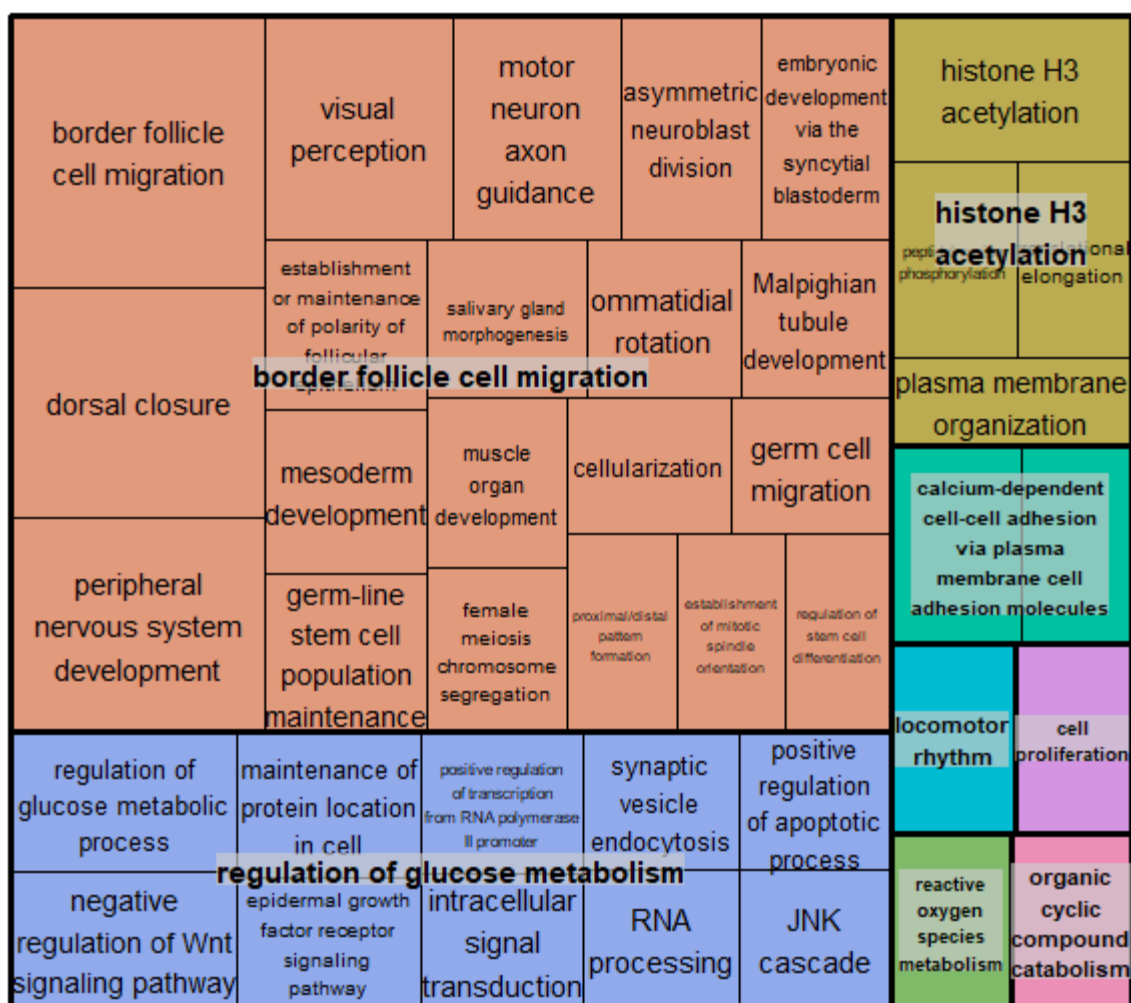 border follicle
cell migration
visual
perception
motor
neuron
axon
guidance
asymmetric
neuroblast
division
embryonic
development
via the
syncytial
blastoderm
establishment
or maintenance
of polarity of
follicular
epithelium
salivary gland
morphogenesis
ommatidial
rotation
Malpighian
tubule
development
border follicle cell migration
dorsal closure
mesoderm
development
muscle
organ
development
cellularization
germ cell
migration
peripheral
nervous system
development
germ-line
stem cell
population
maintenance
female
meiosis
chromosome
segregation
proximal/distal
pattern
formation
establishment
of mitotic
spindle
orientation
regulation of
stem cell
differentiation
histone H3
acetylation
histone H3
acetylation
phosphorylation
elongation
plasma membrane
organization
calcium-dependent
cell-cell adhesion
via plasma
membrane cell
adhesion molecules
locomotor
rhythm
cell
proliferation
reactive
oxygen
species
metabolism
organic
cyclic
compound
catabolism
regulation of
glucose metabolic
process
maintenance of
protein location
in cell
positive regulation
of transcription
from RNA polymerase
III promoter
synaptic
vesicle
endocytosis
positive
regulation
of apoptotic
process
regulation of glucose metabolism
negative
regulation of Wnt
signaling pathway
epidermal growth
factor receptor
signaling
pathway
intracellular
signal
transduction
RNA
processing
JNK
cascade